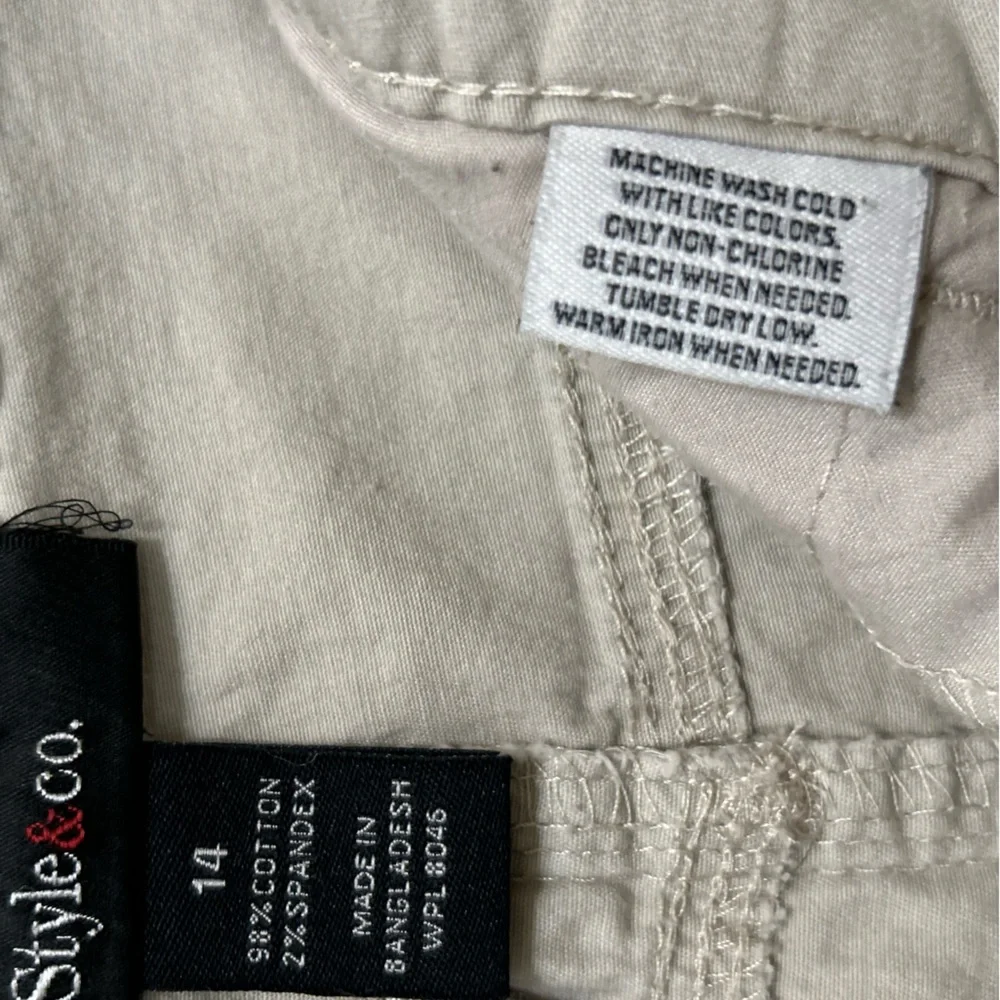 MACHINE WASH COLD
WITH LIKE COLORS.
ONLY NON-CHLORINE
BLEACH WHEN NEEDED.
TUMBLE DRY LOW.
WARM IRON WHEN NEEDED.
Style&co.
14
98% COTTON
2% SPANDEX
MADE IN
BANGLADESH
WPL 8046